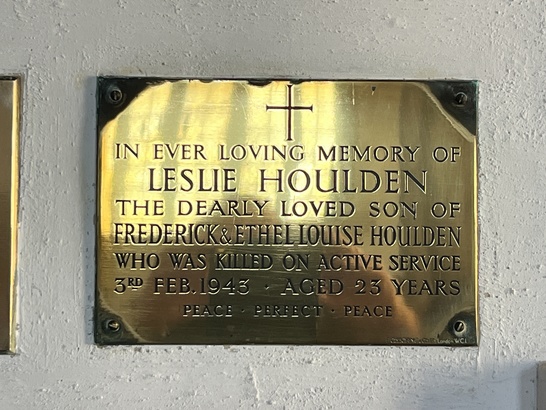 IN EVER LOVING MEMORY OF
LESLIE HOULDEN
THE DEARLY LOVED SON OF
FREDERICK & ETHEL LOUISE HOULDEN
WHO WAS KILLED ON ACTIVE SERVICE
3RD FEB. 1943 · AGED 23 YEARS
PEACE · PERFECT · PEACE